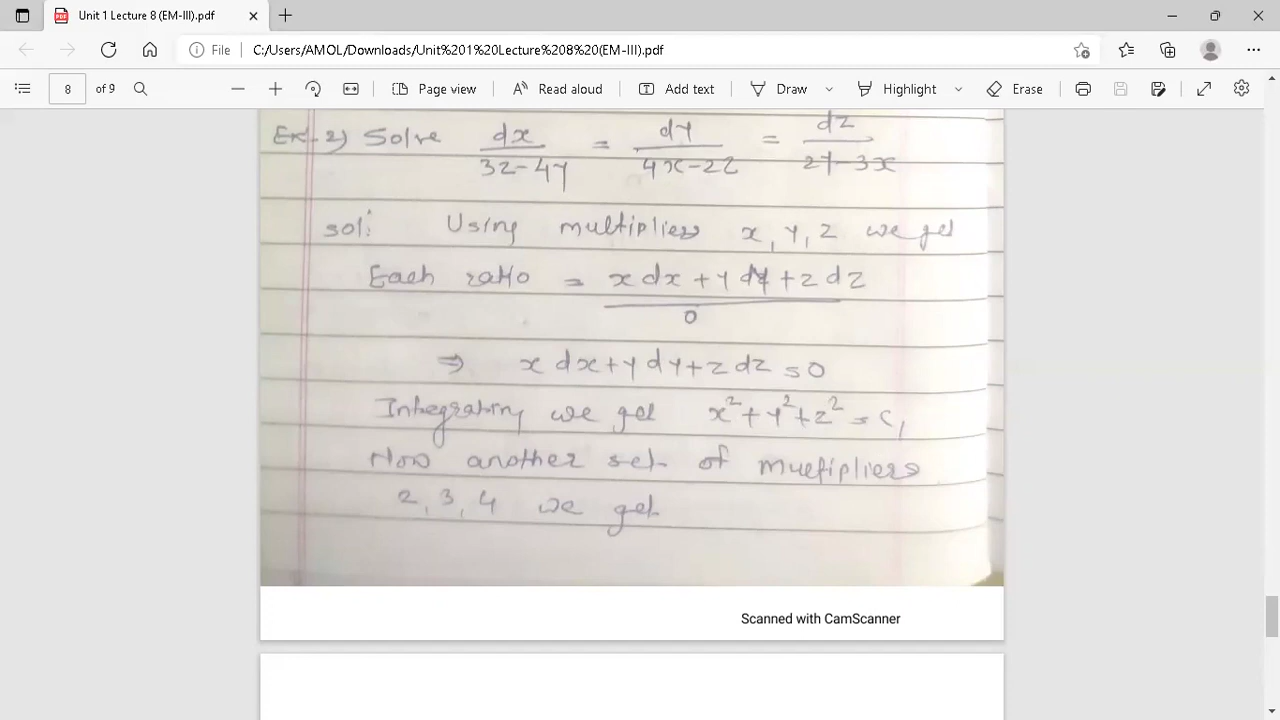 Unit 1 Lecture 8 (EM-III).pdf
File C:/Users/AMOL/Downloads/Unit%201%20Lecture%208%20(EM-III).pdf
8 of 9 Page view Read aloud Add text Draw Highlight Erase
Ex-2) Solve dx/3z-4y = dy/4x-2z = dz/2y-3x
sol: Using multipliers x, y, z we get
Each ratio = x dx + y dy + z dz / 0
⇒ x dx + y dy + z dz = 0
Integrating we get x² + y² + z² = c₁
Now another set of multipliers
2, 3, 4 we get
Scanned with CamScanner